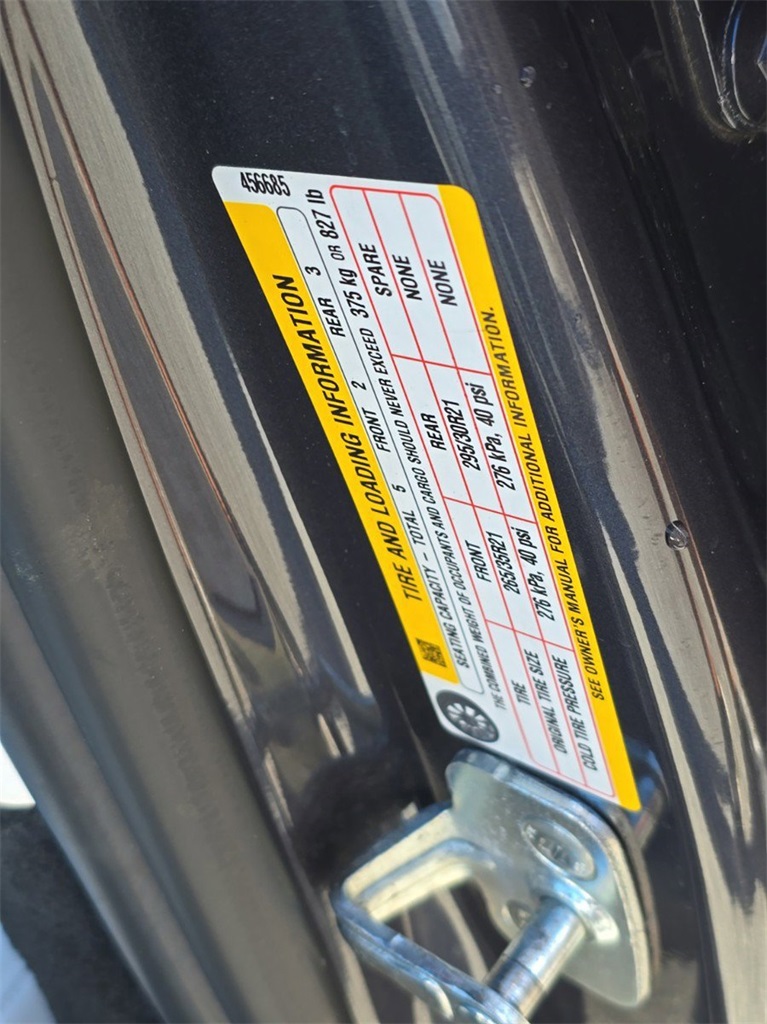 456685
TIRE AND LOADING INFORMATION
SEATING CAPACITY – TOTAL 5 FRONT 2 REAR 3
THE COMBINED WEIGHT OF OCCUPANTS AND CARGO SHOULD NEVER EXCEED 375 kg OR 827 lb
TIRE FRONT REAR SPARE
ORIGINAL TIRE SIZE 265/35R21 295/30R21 NONE
COLD TIRE PRESSURE 276 kPa, 40 psi 276 kPa, 40 psi NONE
SEE OWNER'S MANUAL FOR ADDITIONAL INFORMATION.